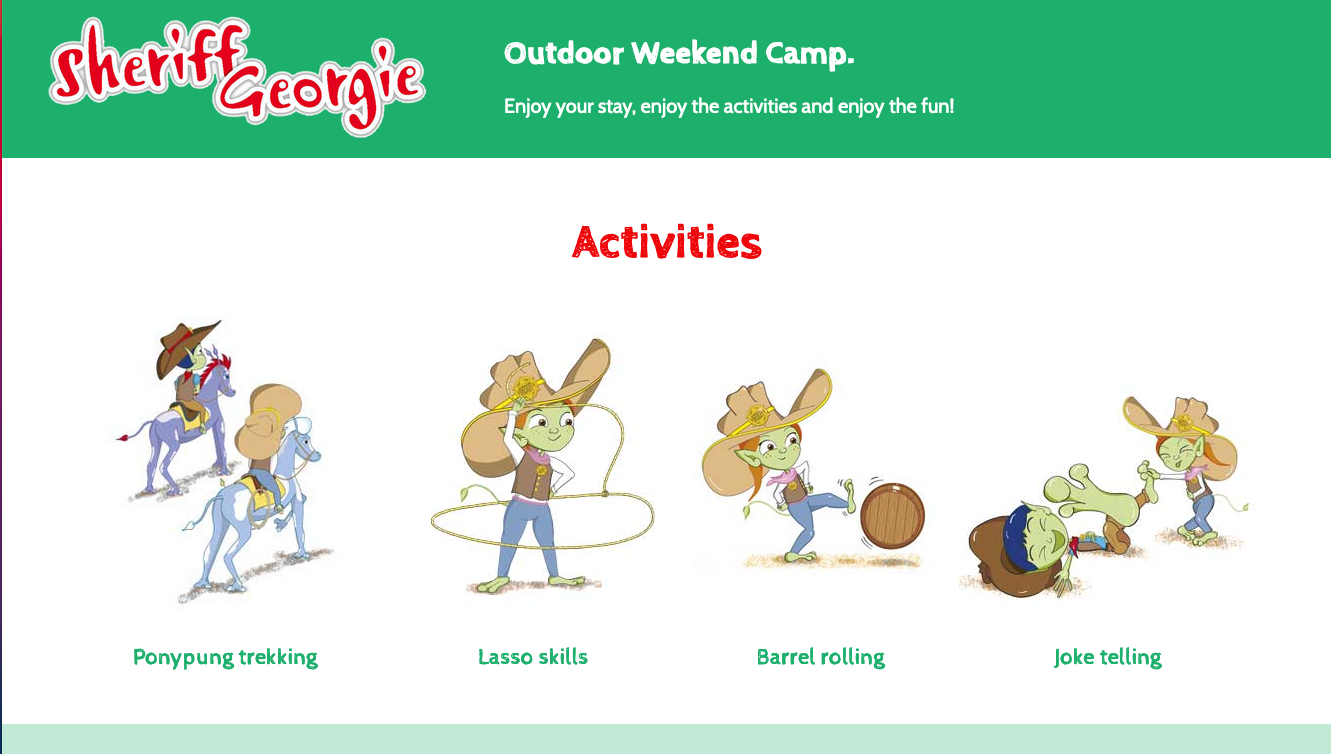 Sheriff
Georgie
Outdoor Weekend Camp.
Enjoy your stay, enjoy the activities and enjoy the fun!
Activities
Ponypung trekking
Lasso skills
Barrel rolling
Joke telling